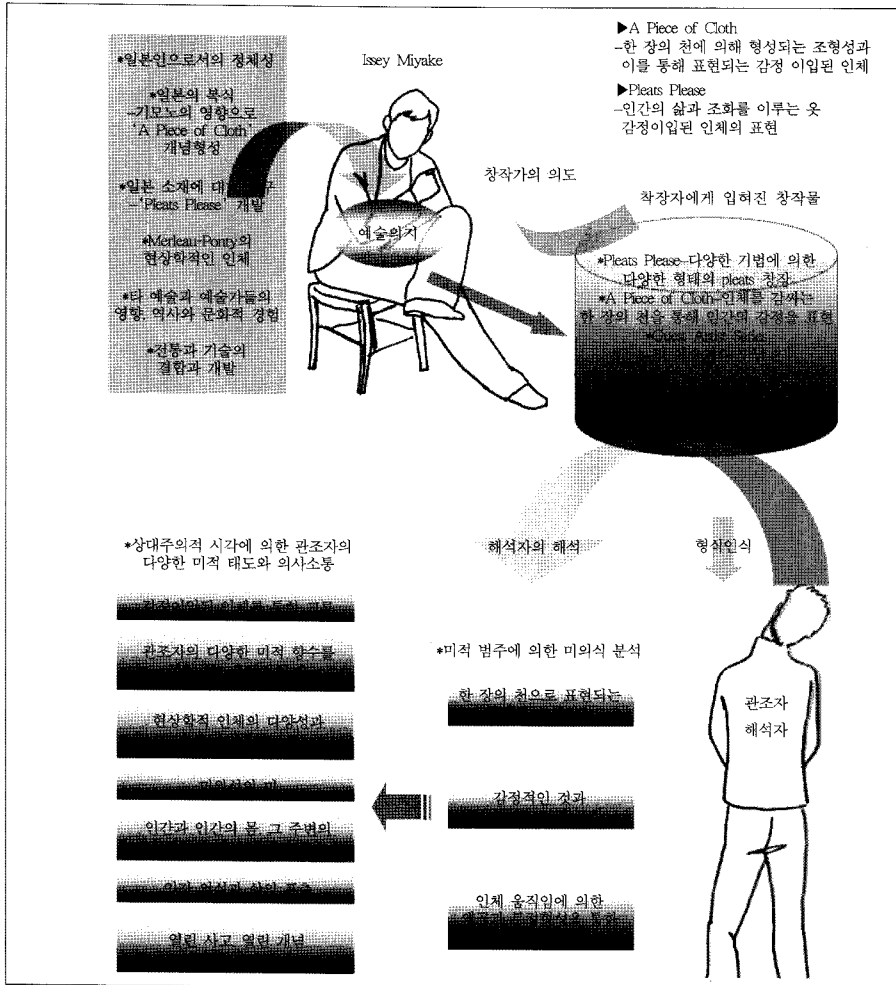 *일본인으로서의 정체성
*일본의 복식
-기모노의 영향으로
'A Piece of Cloth'
개념형성
*일본 소재에
-'Pleats Please' 개발
*Merleau-Ponty의
현상학적인 인체
*타 예술과 예술가들의
영향, 역사와 문화적 경험
*전통과 기술의
결합과 개발
Issey Miyake
예술의지
▶A Piece of Cloth
-한 장의 천에 의해 형성되는 조형성과
이를 통해 표현되는 감정 이입된 인체
▶Pleats Please
-인간의 삶과 조화를 이루는 옷
감정이입된 인체의 표현
창작가의 의도
착장자에게 입혀진 창작물
*Pleats Please-다양한 기법에 의한
다양한 형태의 pleats 창장
*A Piece of Cloth-인체를 감싸는
한 장의 천을 통해 인간의 감정을 표현
*Guest Artist Series
해석자의 해석
형식인식
*상대주의적 시각에 의한 관조자의
다양한 미적 태도와 의사소통
관조자의 다양한 미적 향수를
현상학적 인체의 다양성과
인간과 인간의 몸, 그 주변의
열린 사고 열린 개념
*미적 범주에 의한 미의식 분석
한 장의 천으로 표현되는
감정적인 것과
인체 움직임에 의한
관조자
해석자